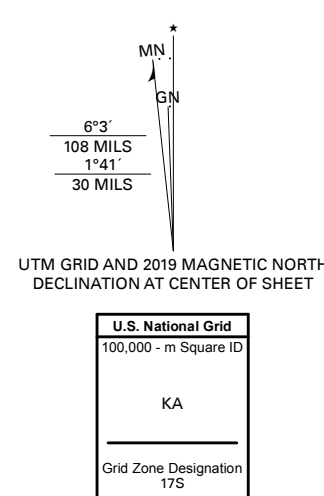 ★
MN
GN
6°3´
108 MILS
1°41´
30 MILS
UTM GRID AND 2019 MAGNETIC NORTH
DECLINATION AT CENTER OF SHEET
U.S. National Grid
100,000 - m Square ID
KA
Grid Zone Designation
17S